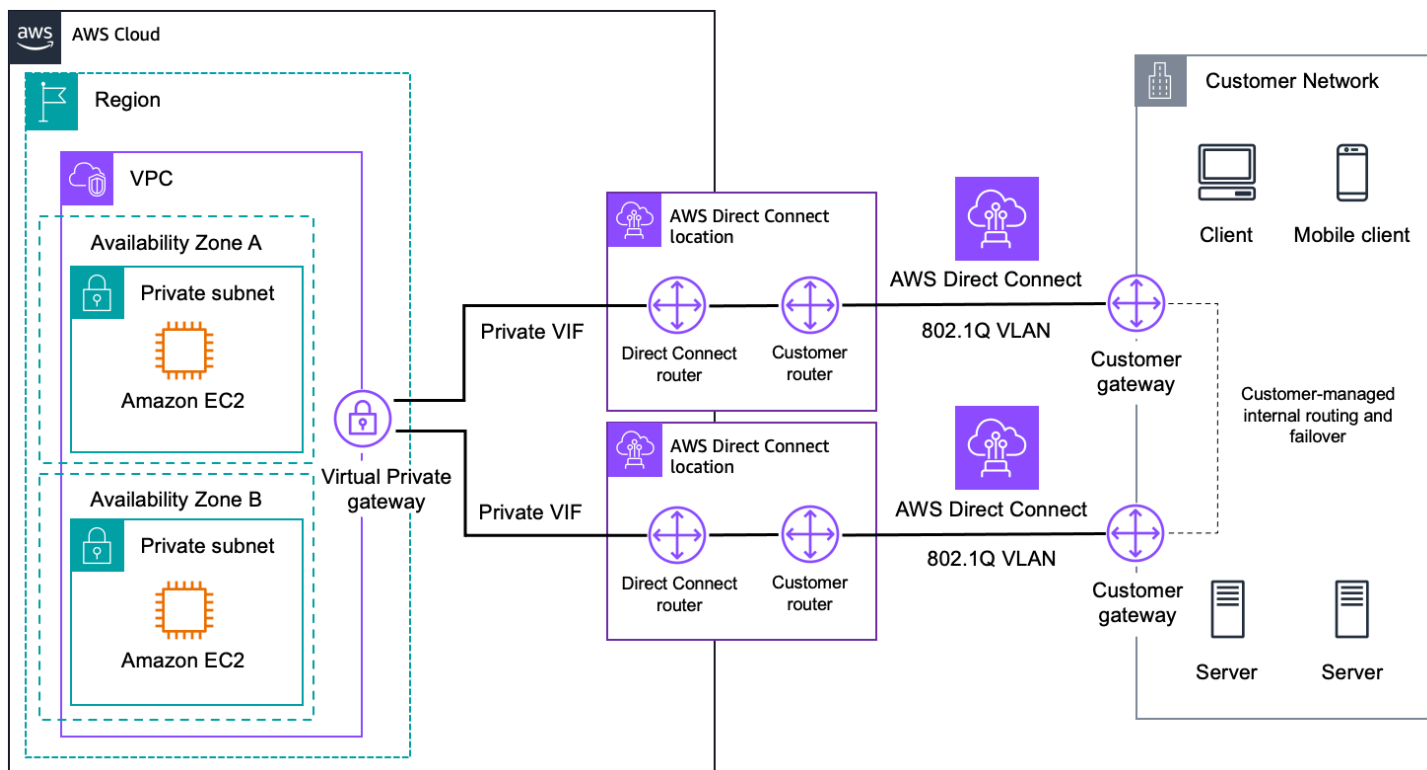 aws
AWS Cloud
Region
VPC
Availability Zone A
Private subnet
Amazon EC2
Availability Zone B
Private subnet
Amazon EC2
Virtual Private
gateway
Private VIF
Private VIF
AWS Direct Connect
location
Direct Connect
router
Customer
router
AWS Direct Connect
location
Direct Connect
router
Customer
router
AWS Direct Connect
802.1Q VLAN
AWS Direct Connect
802.1Q VLAN
Customer Network
Client
Mobile client
Customer
gateway
Customer-managed
internal routing and
failover
Customer
gateway
Server
Server